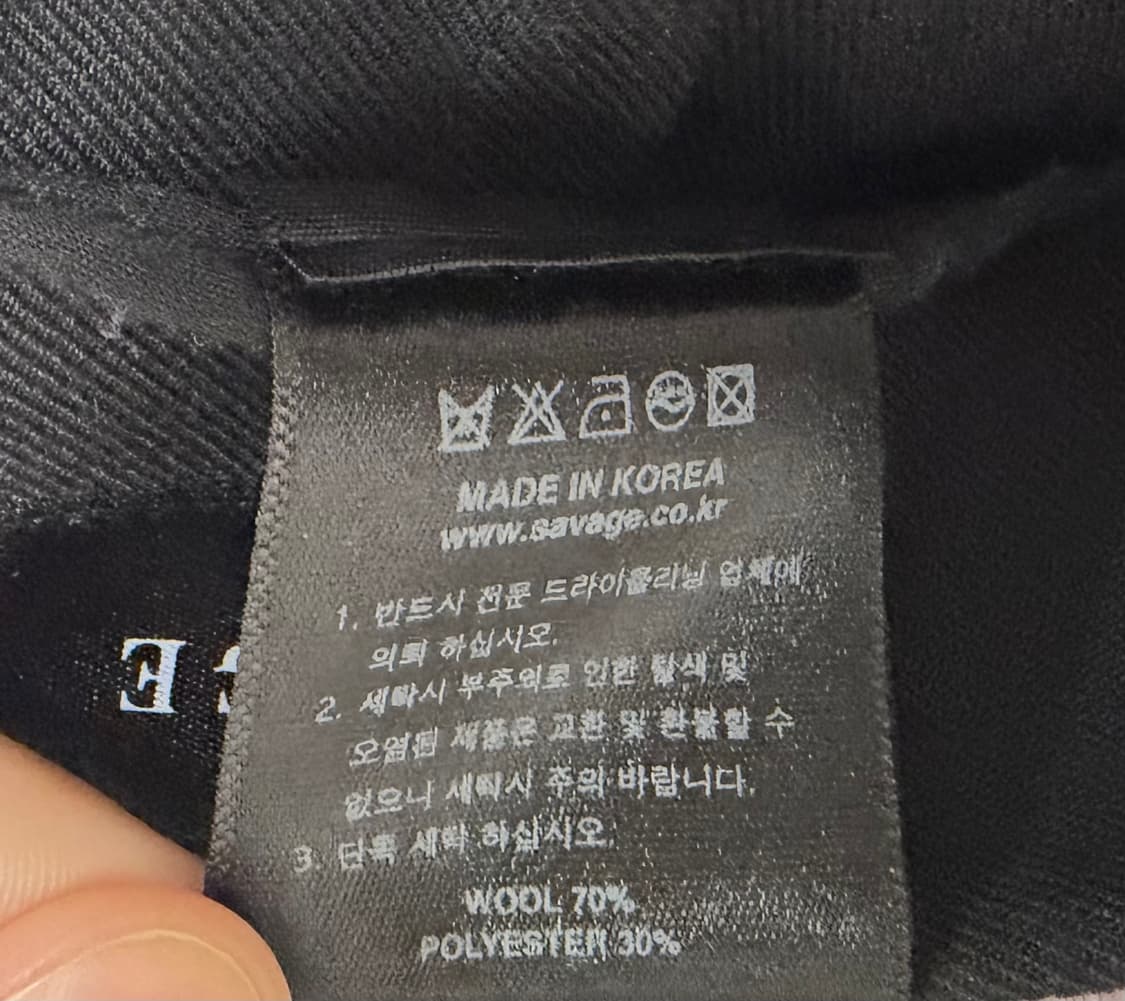 MADE IN KOREA
www.savage.co.kr
1. 반드시 전문 드라이클리닝 업체에
의뢰 하십시오.
2. 세탁시 부주의로 인한 탈색 및
오염된 제품은 교환 및 환불할 수
없으니 세탁시 주의 바랍니다.
3. 단독 세탁 하십시오.
WOOL 70%
POLYESTER 30%
E